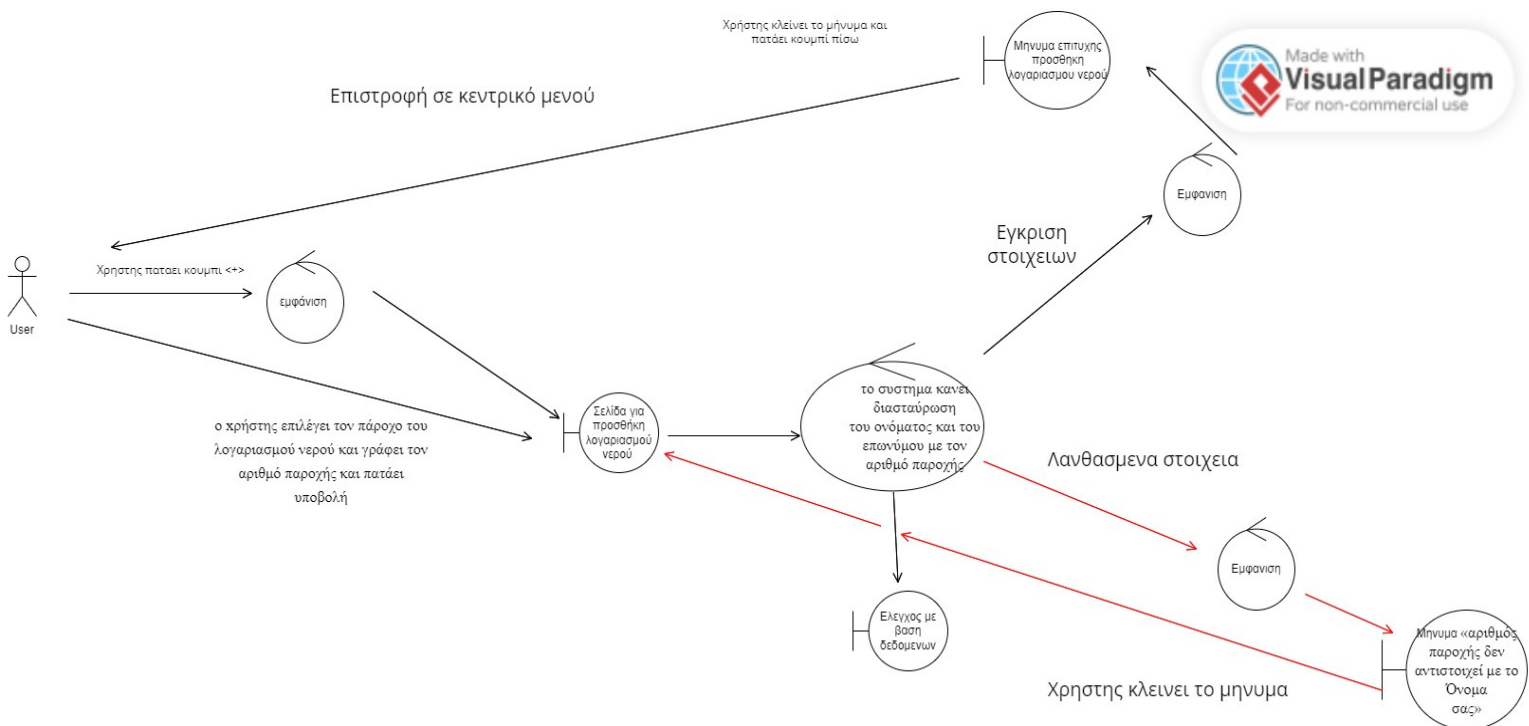 Χρήστης κλείνει το μήνυμα και
πατάει κουμπί πίσω
Μηνυμα επιτυχης
προσθηκη
λογαριασμου νερού
Made with
Visual Paradigm
For non-commercial use
Επιστροφή σε κεντρικό μενού
Εμφανιση
Εγκριση
στοιχειων
Χρηστης παταει κουμπι <+>
εμφάνιση
User
το συστημα κανει
διασταύρωση
του ονόματος και του
επωνύμου με τον
αριθμό παροχής
Σελίδα για
προσθήκη
λογαριασμού
νερού
ο χρήστης επιλέγει τον πάροχο του
λογαριασμού νερού και γράφει τον
αριθμό παροχής και πατάει
υποβολή
Λανθασμενα στοιχεια
Εμφανιση
Ελεγχος με
βαση
δεδομενων
Μηνυμα «αριθμός
παροχής δεν
αντιστοιχεί με το
Όνομα
σας»
Χρηστης κλεινει το μηνυμα